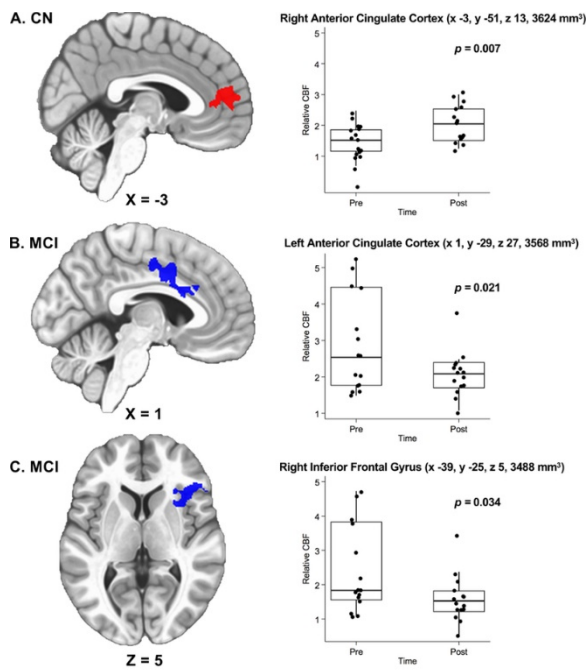 A. CN
X = -3
Right Anterior Cingulate Cortex (x -3, y -51, z 13, 3624 mm³)
p = 0.007
Relative CBF
5
4
3
2
1
Pre
Post
Time
B. MCI
X = 1
Left Anterior Cingulate Cortex (x 1, y -29, z 27, 3568 mm³)
p = 0.021
Relative CBF
5
4
3
2
1
Pre
Post
Time
C. MCI
Z = 5
Right Inferior Frontal Gyrus (x -39, y -25, z 5, 3488 mm³)
p = 0.034
Relative CBF
5
4
3
2
1
Pre
Post
Time